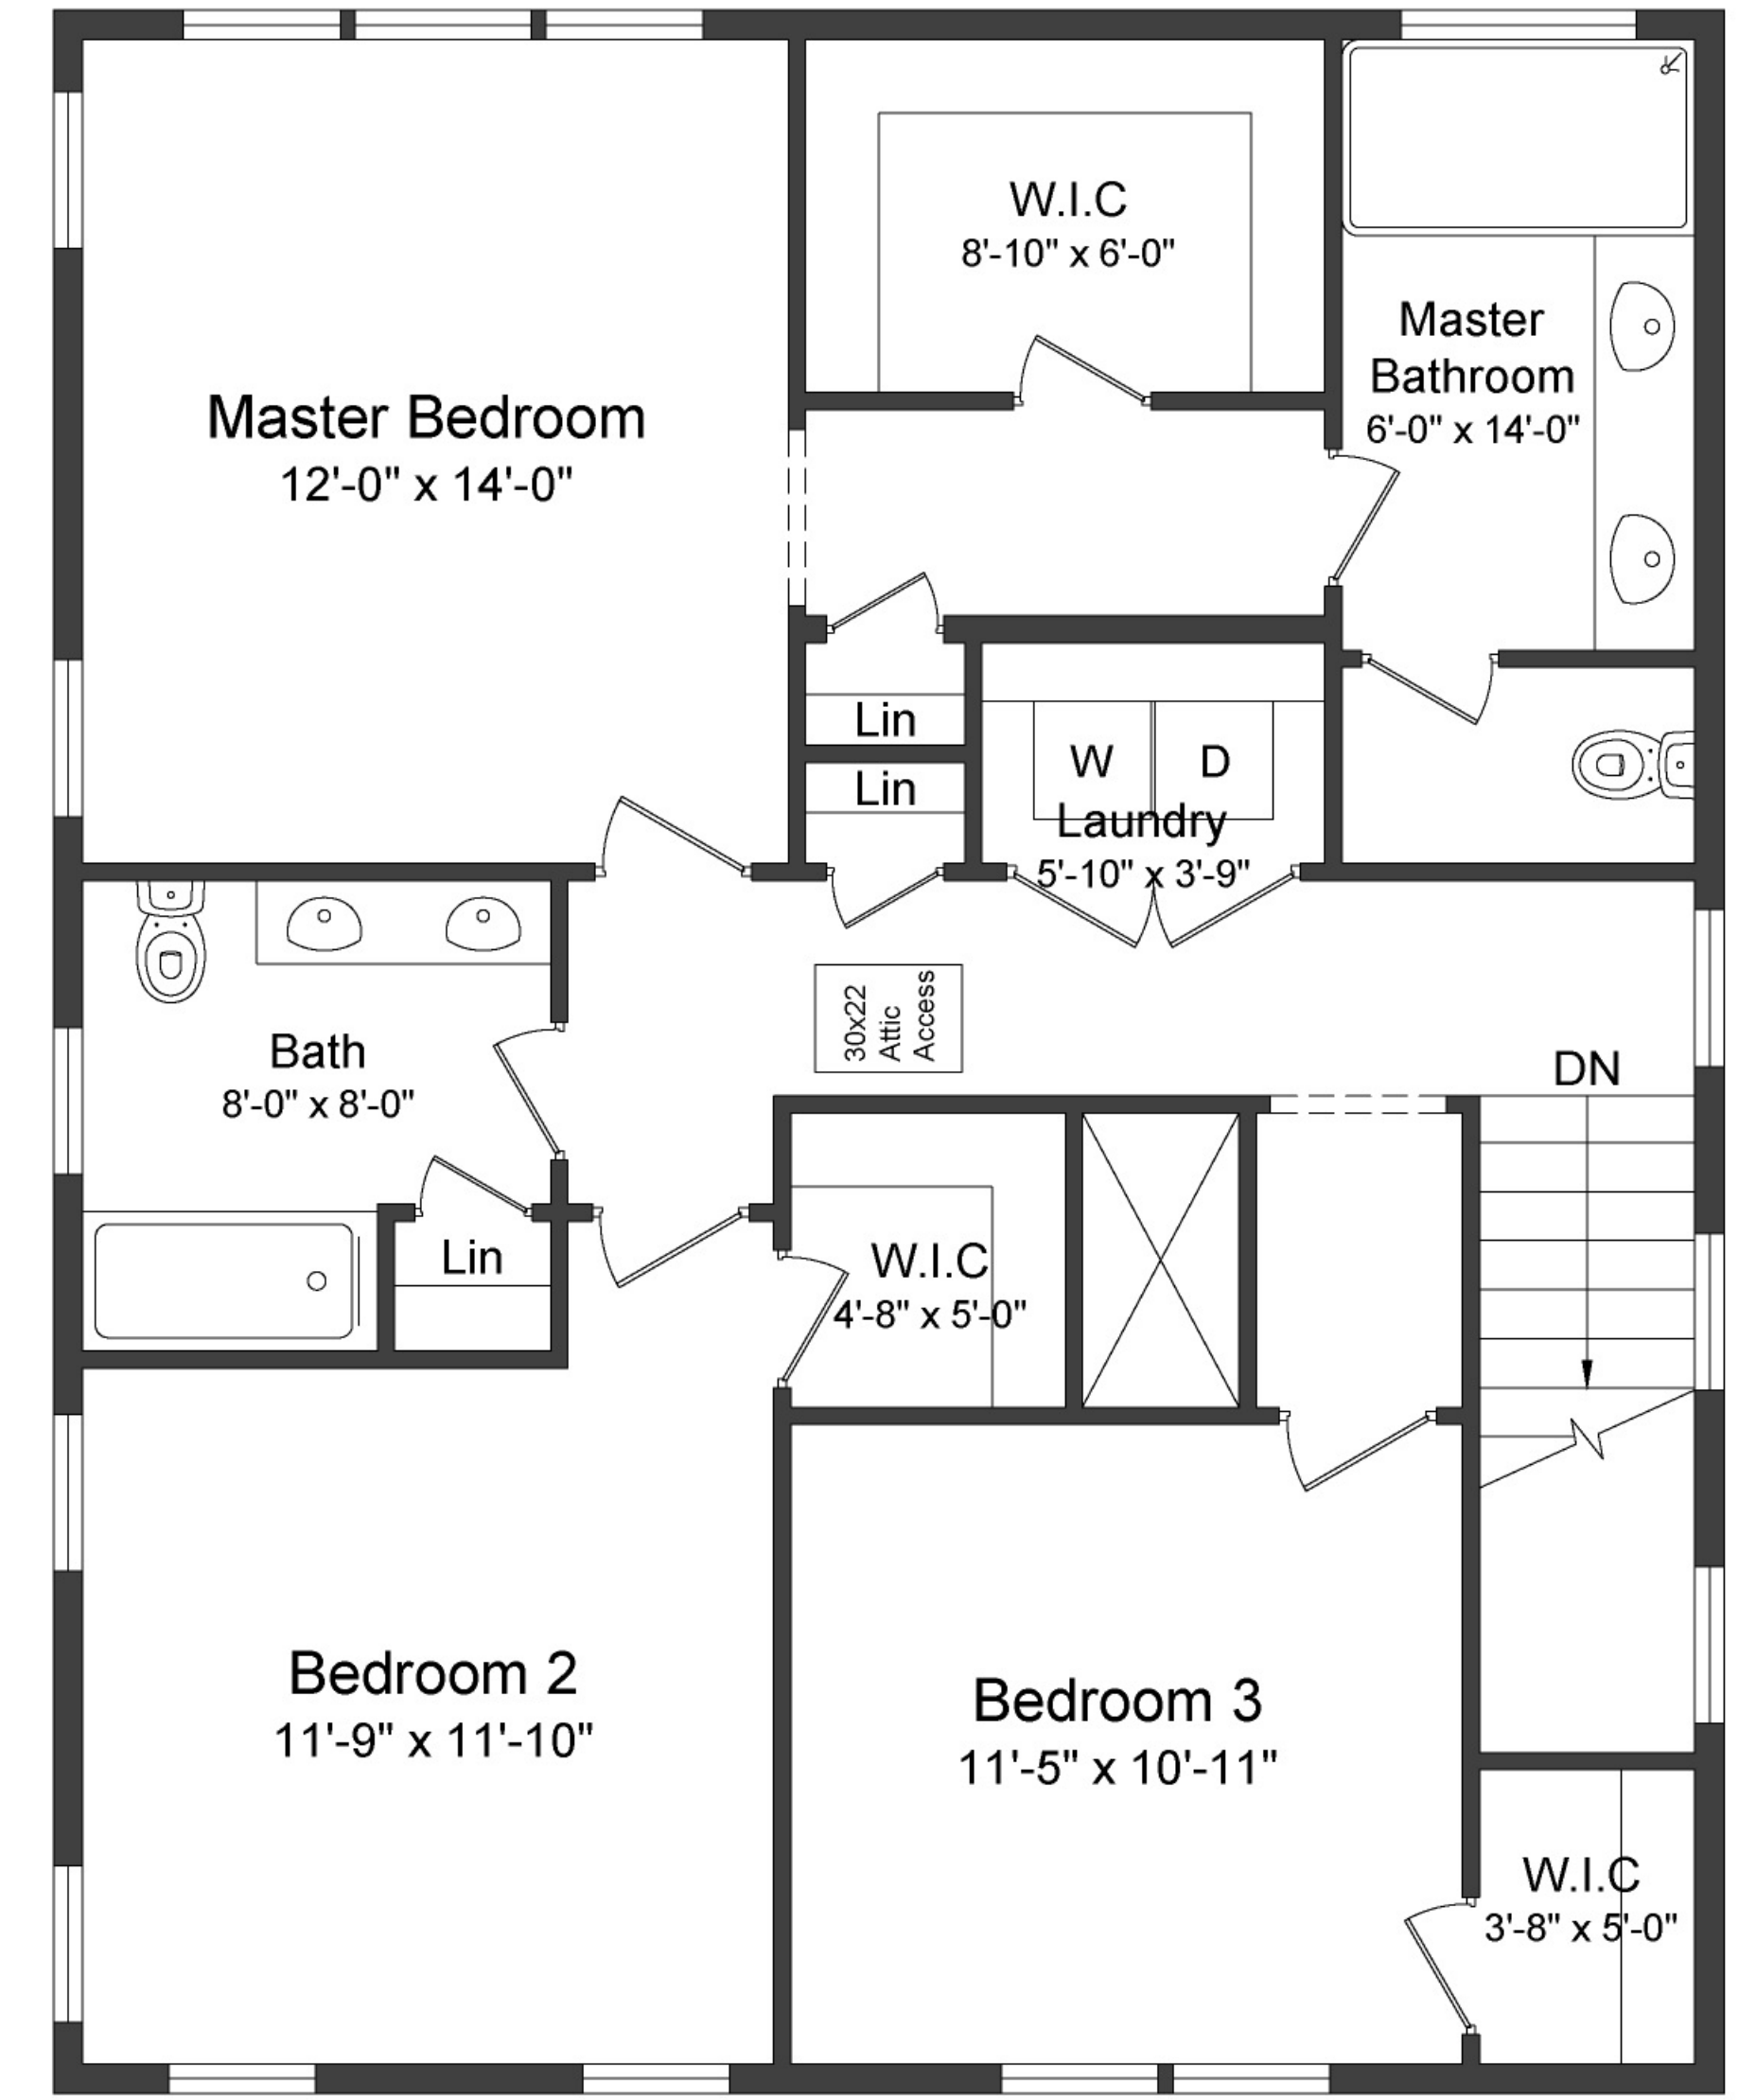 W.I.C
8'-10" x 6'-0"
Master
Bathroom
6'-0" x 14'-0"
Master Bedroom
12'-0" x 14'-0"
Lin
Lin
W
D
Laundry
5'-10" x 3'-9"
30x22
Attic
Access
Bath
8'-0" x 8'-0"
DN
Lin
W.I.C
4'-8" x 5'-0"
Bedroom 2
11'-9" x 11'-10"
Bedroom 3
11'-5" x 10'-11"
W.I.C
3'-8" x 5'-0"